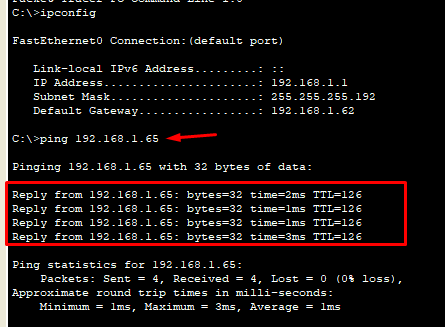 Packet Tracer PC Command Line 1.0
C:\>ipconfig
FastEthernet0 Connection:(default port)
Link-local IPv6 Address.........: ::
IP Address......................: 192.168.1.1
Subnet Mask.....................: 255.255.255.192
Default Gateway.................: 192.168.1.62
C:\>ping 192.168.1.65
Pinging 192.168.1.65 with 32 bytes of data:
Reply from 192.168.1.65: bytes=32 time=2ms TTL=126
Reply from 192.168.1.65: bytes=32 time=1ms TTL=126
Reply from 192.168.1.65: bytes=32 time=1ms TTL=126
Reply from 192.168.1.65: bytes=32 time=3ms TTL=126
Ping statistics for 192.168.1.65:
Packets: Sent = 4, Received = 4, Lost = 0 (0% loss),
Approximate round trip times in milli-seconds:
Minimum = 1ms, Maximum = 3ms, Average = 1ms